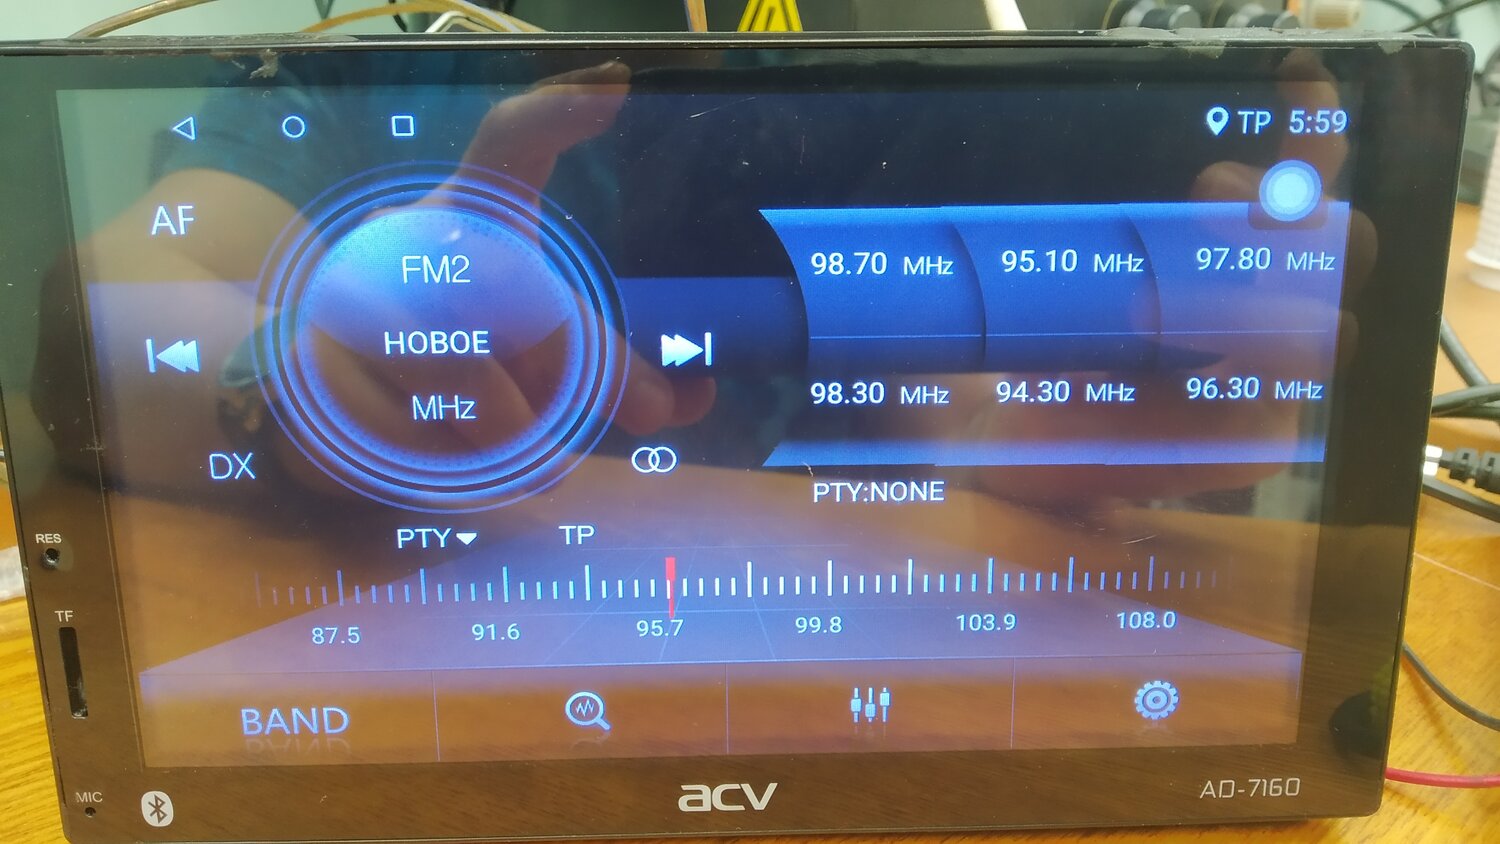 TP 5:59
AF
FM2
НОВОЕ
MHz
DX
98.70 MHz
95.10 MHz
97.80 MHz
98.30 MHz
94.30 MHz
96.30 MHz
PTY:NONE
PTY
TP
87.5
91.6
95.7
99.8
103.9
108.0
BAND
RES
TF
MIC
acv
AD-7160